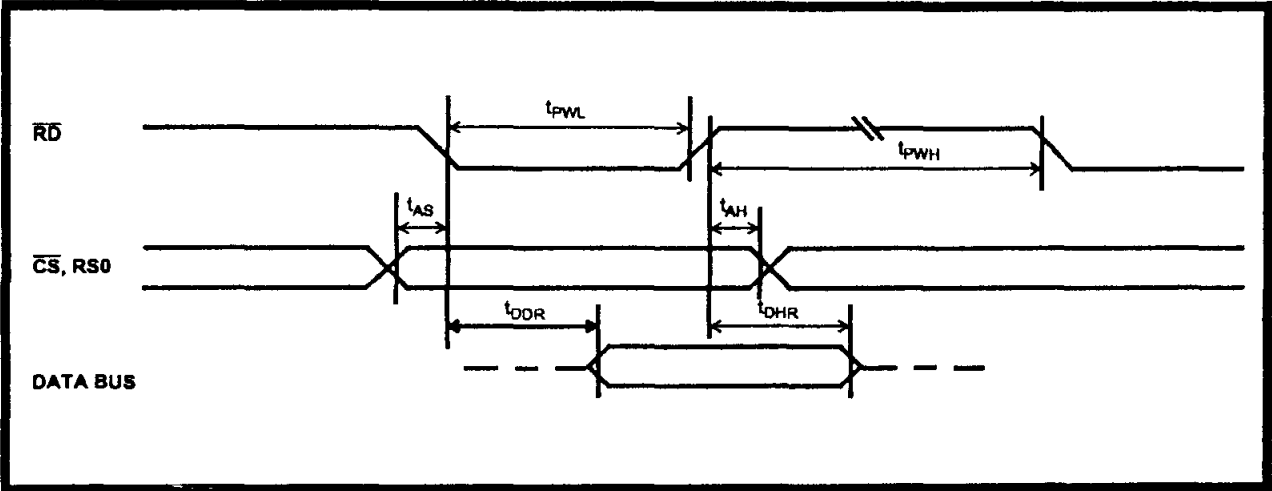 tPWL
RD
tPWH
tAS
tAH
CS, RS0
tDDR
tDHR
DATA BUS